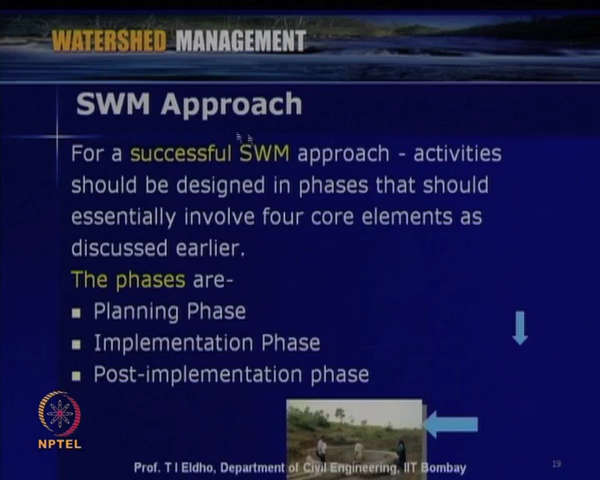 WATERSHED MANAGEMENT
SWM Approach
For a successful SWM approach - activities
should be designed in phases that should
essentially involve four core elements as
discussed earlier.
The phases are-
Planning Phase
Implementation Phase
Post-implementation phase
NPTEL
Prof. T I Eldho, Department of Civil Engineering, IIT Bombay
19